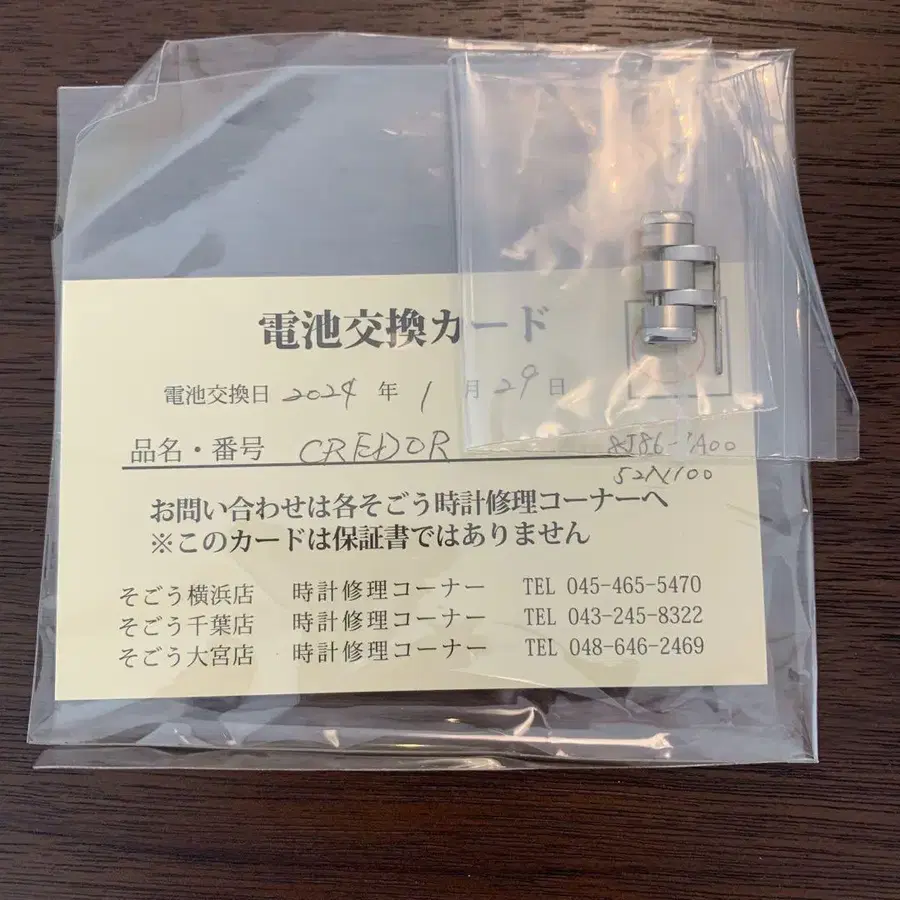 電池交換カード
電池交換日 2024 年 1 月 29 日
品名・番号 CREDOR 8J86-7A00
52N100
お問い合わせは各そごう時計修理コーナーへ
※このカードは保証書ではありません
そごう横浜店 時計修理コーナー TEL 045-465-5470
そごう千葉店 時計修理コーナー TEL 043-245-8322
そごう大宮店 時計修理コーナー TEL 048-646-2469